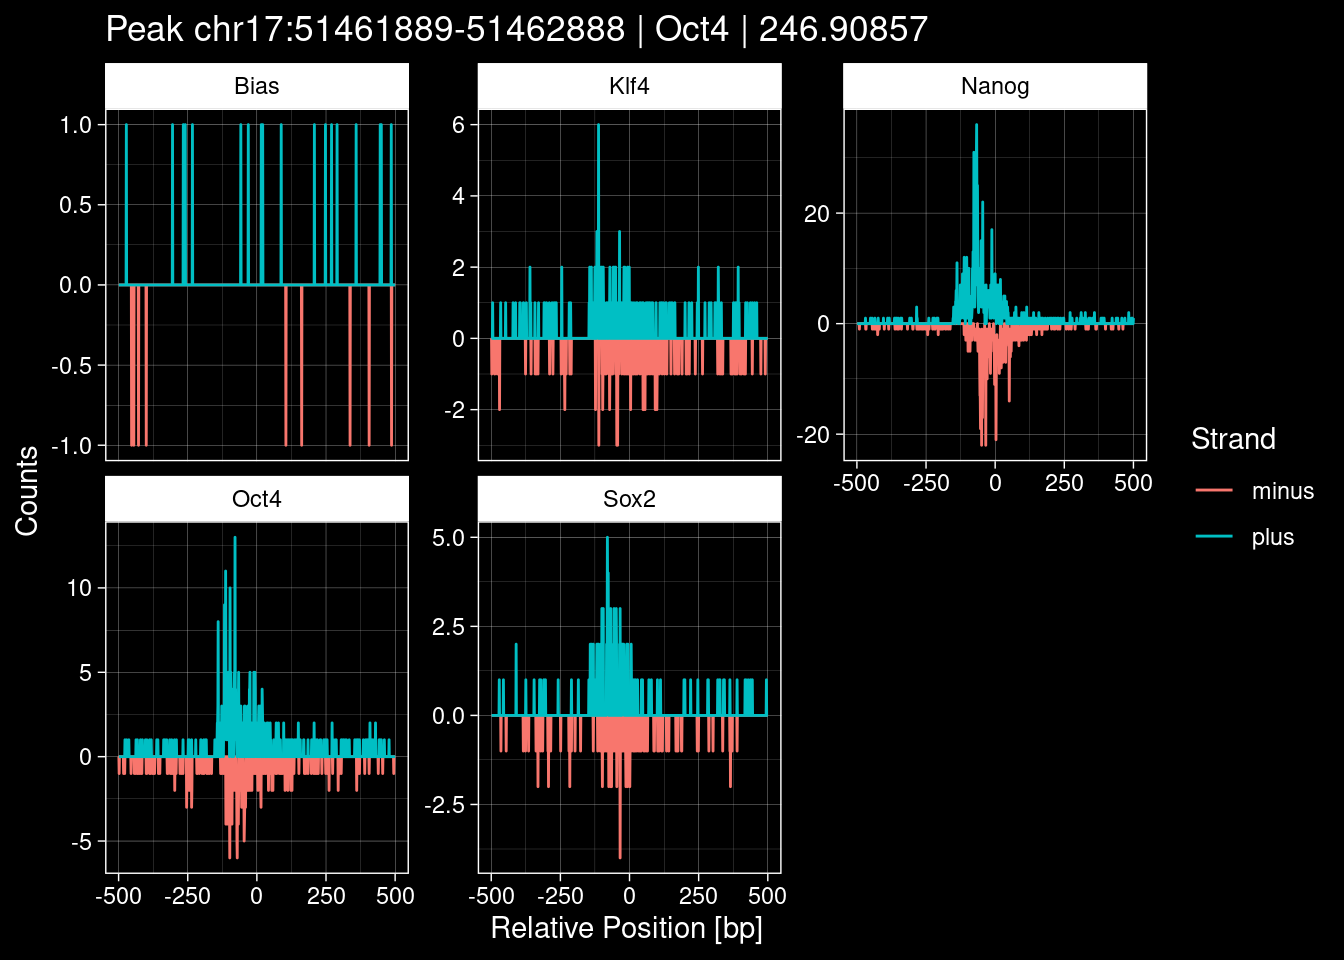 Peak chr17:51461889-51462888 | Oct4 | 246.90857
Bias
Klf4
Nanog
1.0
0.5
0.0
-0.5
-1.0
6
4
2
0
-2
20
0
-20
-500 -250 0 250 500
Counts
Strand
minus
plus
Oct4
Sox2
10
5
0
-5
5.0
2.5
0.0
-2.5
-500 -250 0 250 500
-500 -250 0 250 500
Relative Position [bp]